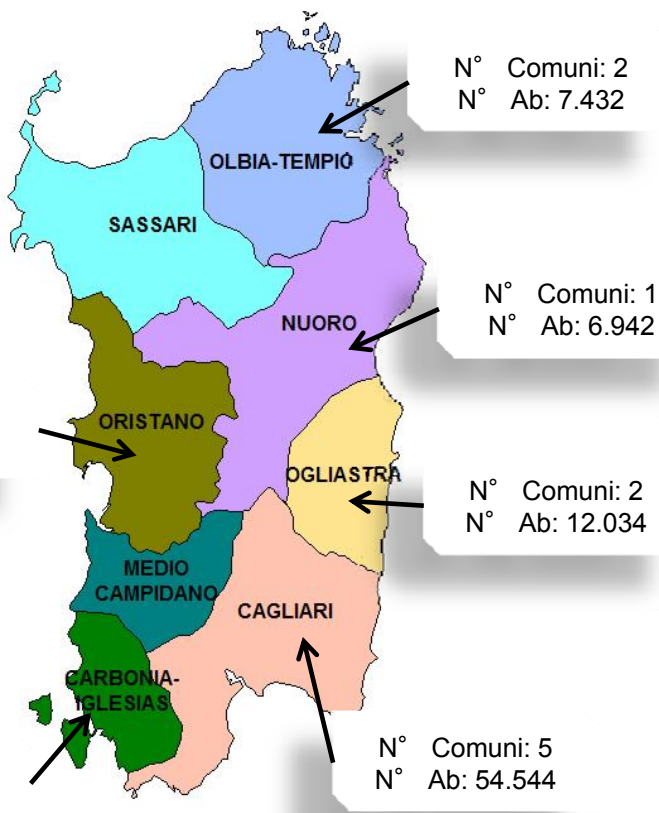 N° Comuni: 2
N° Ab: 7.432
OLBIA-TEMPIO
SASSARI
N° Comuni: 1
N° Ab: 6.942
NUORO
ORISTANO
OGLIASTRA
N° Comuni: 2
N° Ab: 12.034
MEDIO
CAMPIDANO
CAGLIARI
CARBONIA-
IGLESIAS
N° Comuni: 5
N° Ab: 54.544